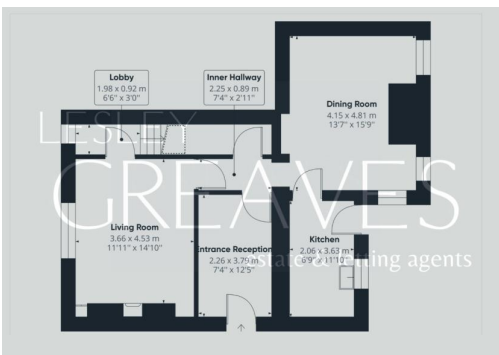 Lobby
1.98 x 0.92 m
6'6" x 3'0"
Inner Hallway
2.25 x 0.89 m
7'4" x 2'11"
Dining Room
4.15 x 4.81 m
13'7" x 15'9"
LESLEY
GREAVES
estate & letting agents
Living Room
3.66 x 4.53 m
11'11" x 14'10"
Entrance Reception
2.26 x 3.79 m
7'4" x 12'5"
Kitchen
2.06 x 3.63 m
6'9" x 11'10"